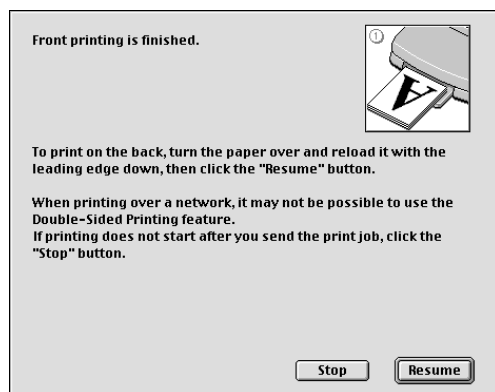 Front printing is finished.
①
A
To print on the back, turn the paper over and reload it with the
leading edge down, then click the "Resume" button.
When printing over a network, it may not be possible to use the
Double-Sided Printing feature.
If printing does not start after you send the print job, click the
"Stop" button.
Stop
Resume